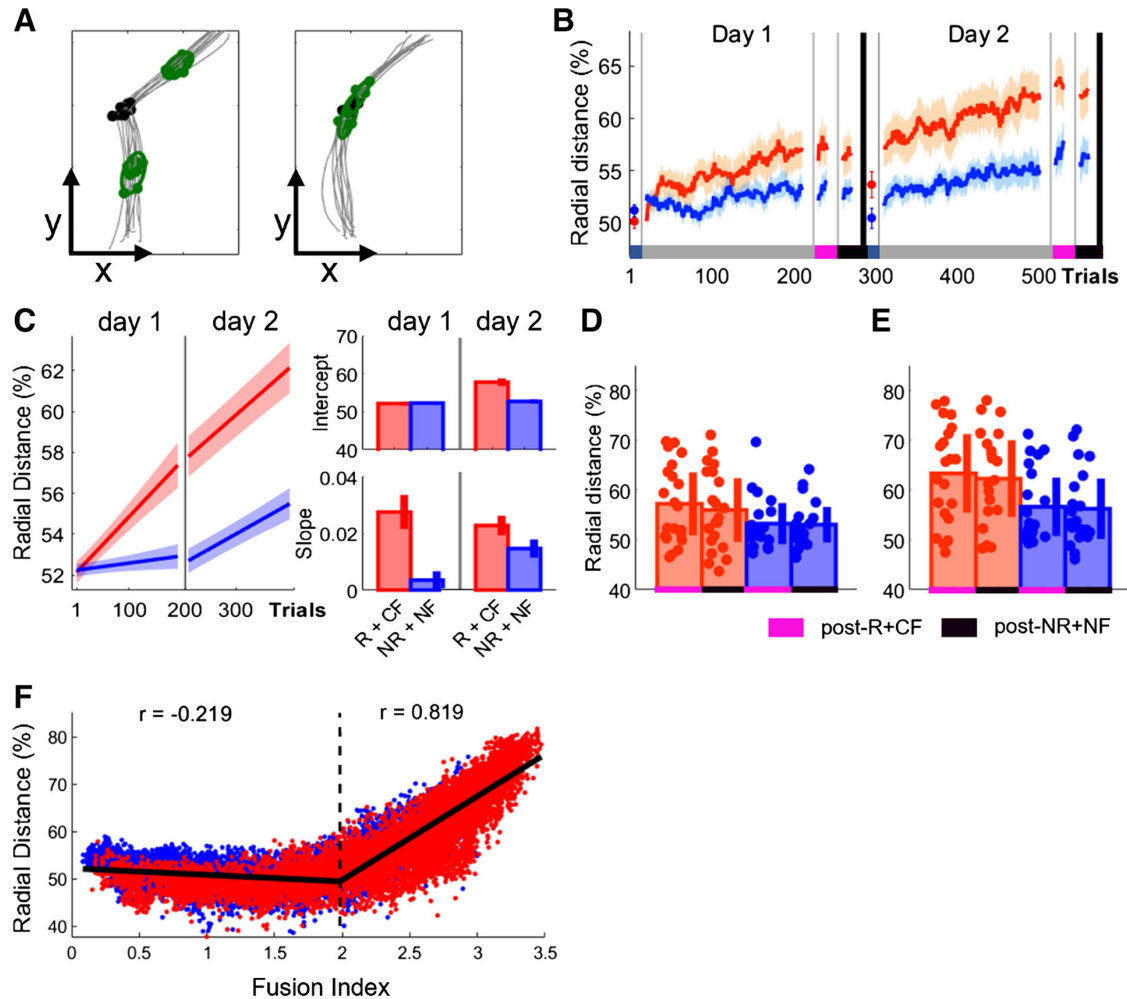 A
y
x
y
x
B
Day 1
Day 2
Radial distance (%)
65
60
55
50
1
100
200
300
400
500
Trials
C
day 1
day 2
Radial Distance (%)
62
60
58
56
54
52
1
100
200
300
Trials
day 1
day 2
Intercept
70
60
50
40
Slope
0.04
0.02
0
R + CF
NR + NF
R + CF
NR + NF
D
Radial distance (%)
80
70
60
50
40
E
80
70
60
50
40
post-R+CF
post-NR+NF
F
r = -0.219
r = 0.819
Radial Distance (%)
80
70
60
50
40
0
0.5
1
1.5
2
2.5
3
3.5
Fusion Index